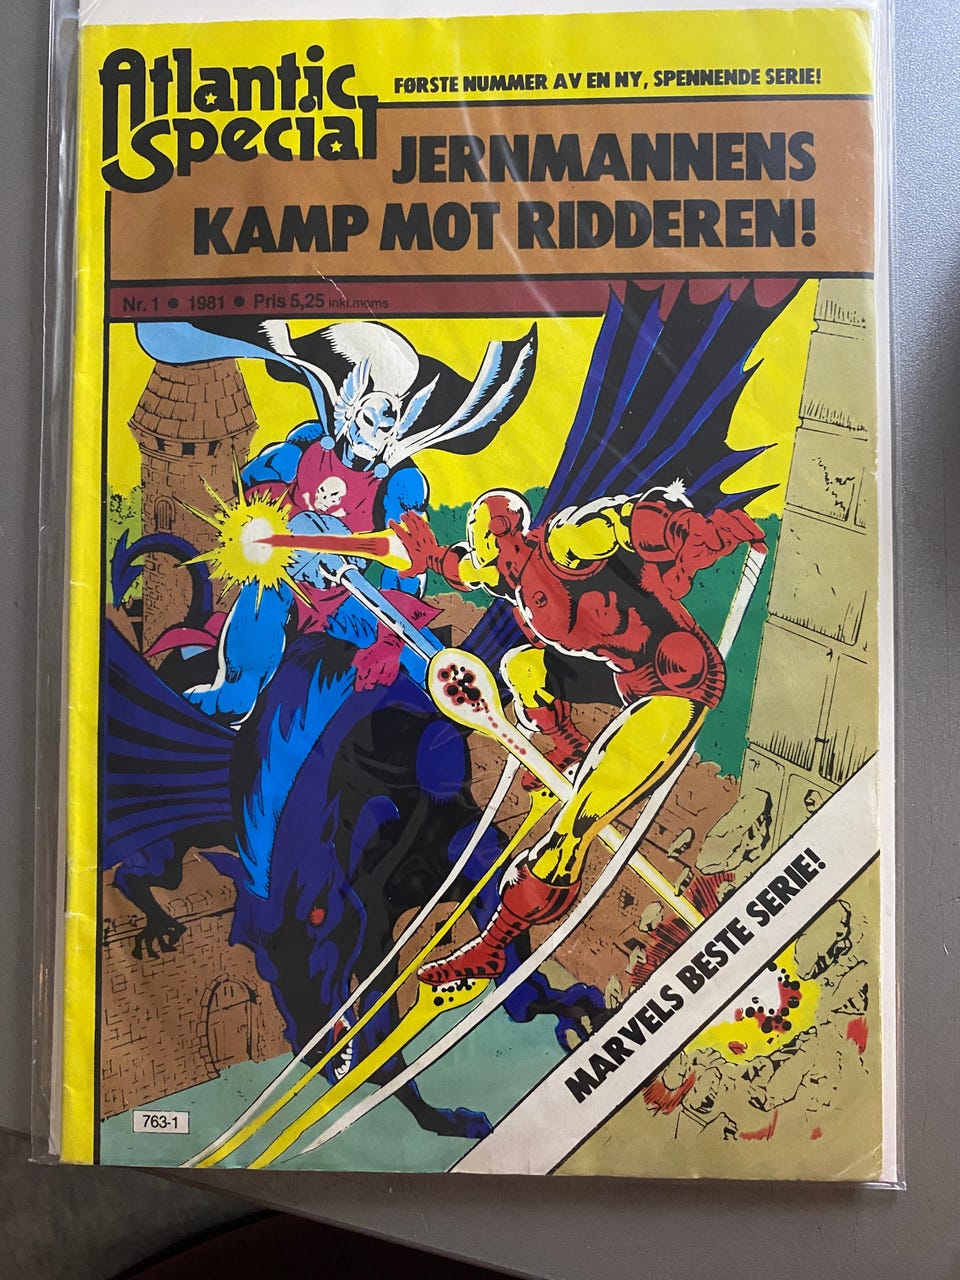 Atlantic
Special
FØRSTE NUMMER AV EN NY, SPENNENDE SERIE!
JERNMANNENS
KAMP MOT RIDDEREN!
Nr. 1 ● 1981 ● Pris 5,25 inkl.moms
MARVELS BESTE SERIE!
763-1